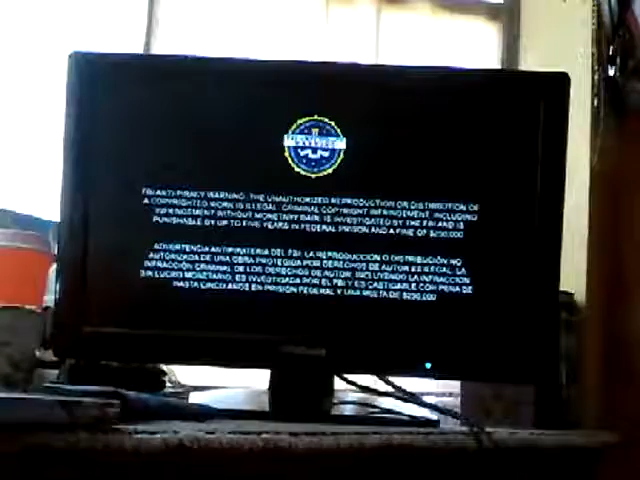 FBI ANTI-PIRACY WARNING: THE UNAUTHORIZED REPRODUCTION OR DISTRIBUTION OF
A COPYRIGHTED WORK IS ILLEGAL. CRIMINAL COPYRIGHT INFRINGEMENT, INCLUDING
INFRINGEMENT WITHOUT MONETARY GAIN, IS INVESTIGATED BY THE FBI AND IS
PUNISHABLE BY UP TO FIVE YEARS IN FEDERAL PRISON AND A FINE OF $250,000
ADVERTENCIA ANTIPIRATERIA DEL FBI: LA REPRODUCCIÓN O DISTRIBUCIÓN NO
AUTORIZADA DE UNA OBRA PROTEGIDA POR DERECHOS DE AUTOR ES ILEGAL. LA
INFRACCIÓN CRIMINAL DE LOS DERECHOS DE AUTOR, INCLUYENDO LA INFRACCIÓN
SIN LUCRO MONETARIO, ES INVESTIGADA POR EL FBI Y ES CASTIGABLE CON PENA DE
HASTA CINCO AÑOS EN PRISIÓN FEDERAL Y UNA MULTA DE $250,000